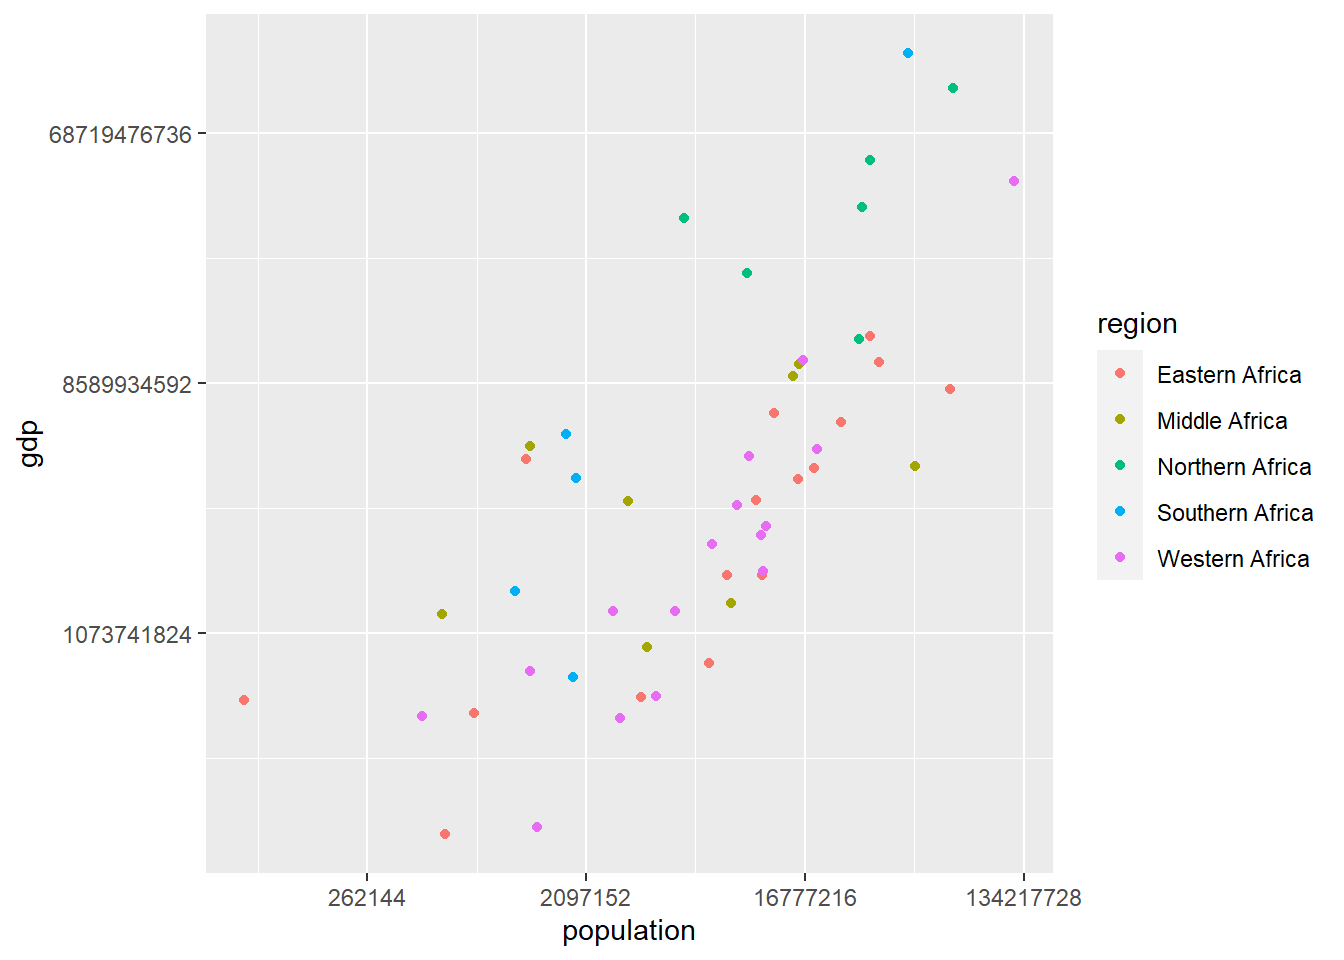 68719476736
8589934592
1073741824
gdp
262144
2097152
16777216
134217728
population
region
Eastern Africa
Middle Africa
Northern Africa
Southern Africa
Western Africa